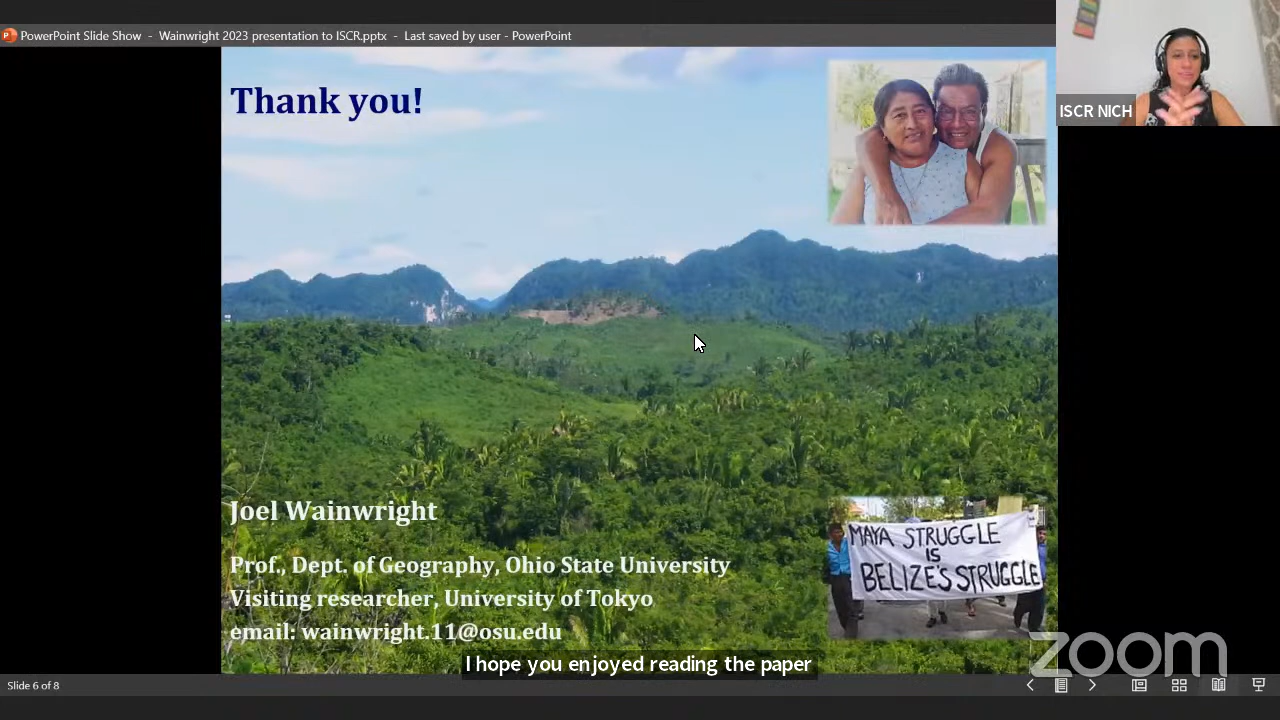 PowerPoint Slide Show - Wainwright 2023 presentation to ISCR.pptx - Last saved by user - PowerPoint
Thank you!
ISCR NICH
MAYA STRUGGLE
IS
BELIZE'S STRUGGLE
Joel Wainwright
Prof., Dept. of Geography, Ohio State University
Visiting researcher, University of Tokyo
email: wainwright.11@osu.edu
I hope you enjoyed reading the paper
zoom
Slide 6 of 8